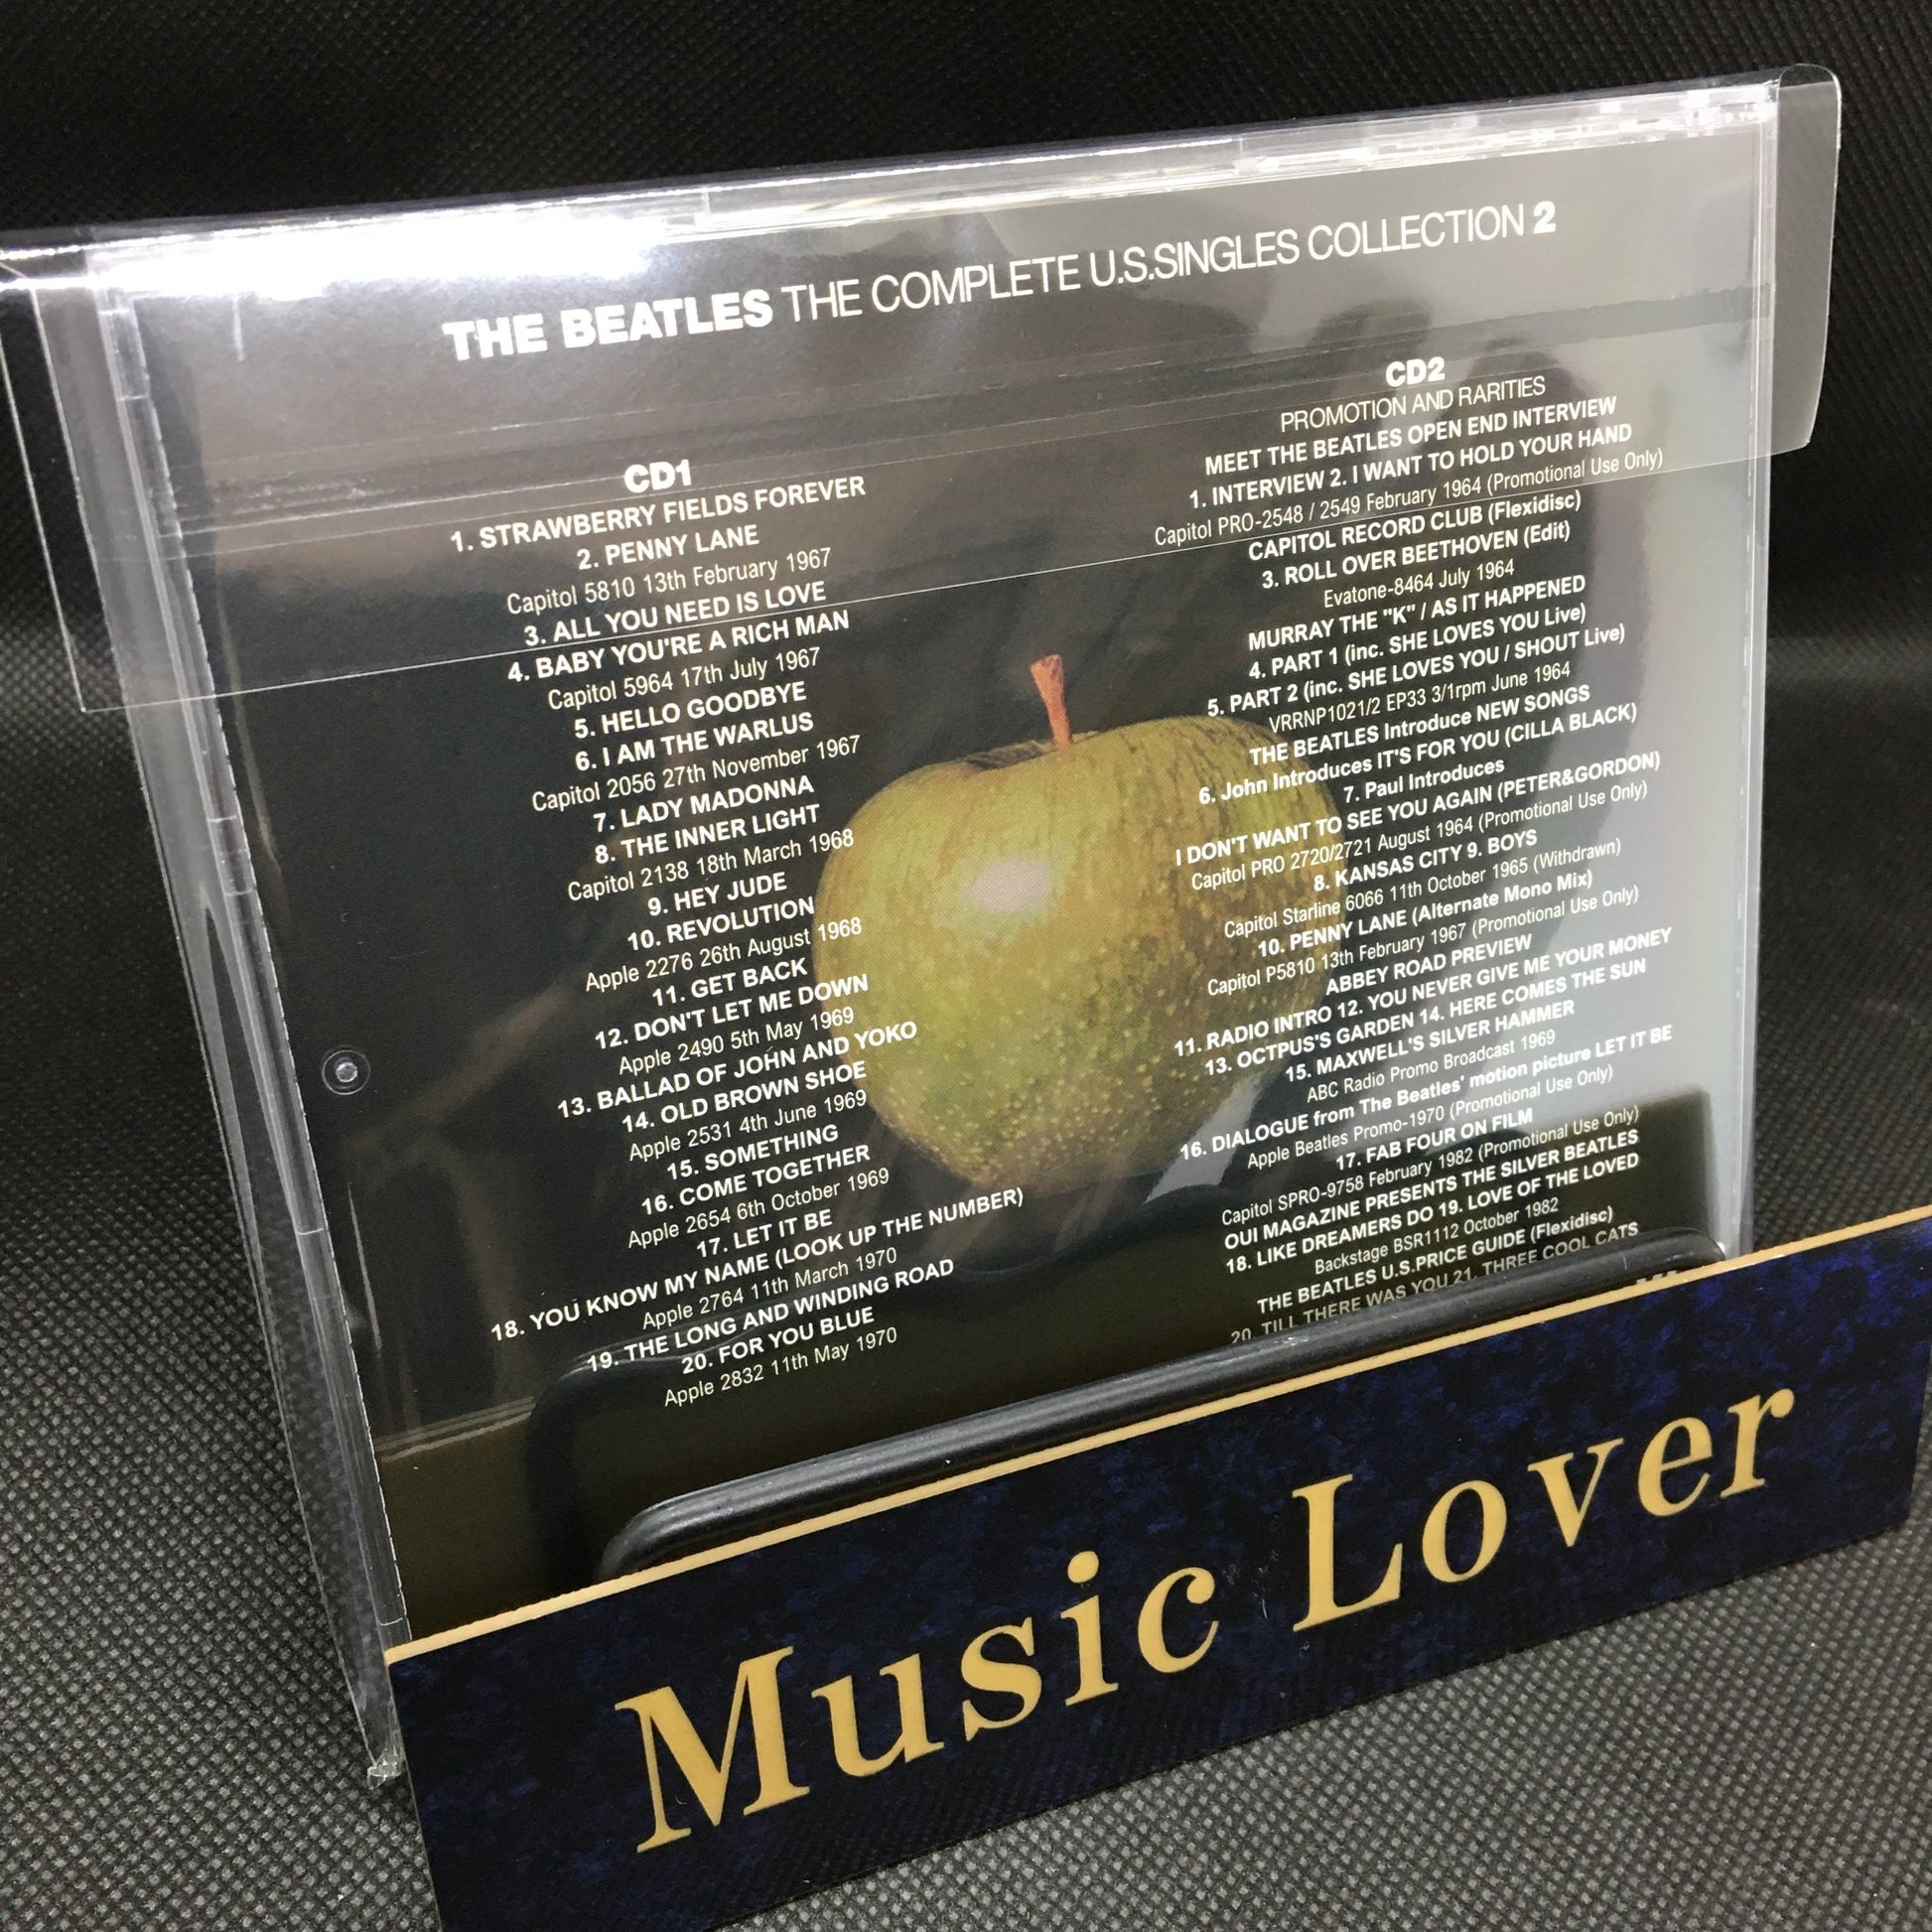 THE BEATLES THE COMPLETE U.S.SINGLES COLLECTION 2
CD1
1. STRAWBERRY FIELDS FOREVER
2. PENNY LANE
Capitol 5810 13th February 1967
3. ALL YOU NEED IS LOVE
4. BABY YOU'RE A RICH MAN
Capitol 5964 17th July 1967
5. HELLO GOODBYE
6. I AM THE WARLUS
Capitol 2056 27th November 1967
7. LADY MADONNA
8. THE INNER LIGHT
Capitol 2138 18th March 1968
9. HEY JUDE
10. REVOLUTION
Apple 2276 26th August 1968
11. GET BACK
12. DON'T LET ME DOWN
Apple 2490 5th May 1969
13. BALLAD OF JOHN AND YOKO
14. OLD BROWN SHOE
Apple 2531 4th June 1969
15. SOMETHING
16. COME TOGETHER
Apple 2654 6th October 1969
17. LET IT BE
18. YOU KNOW MY NAME (LOOK UP THE NUMBER)
Apple 2764 11th March 1970
19. THE LONG AND WINDING ROAD
20. FOR YOU BLUE
Apple 2832 11th May 1970
CD2
PROMOTION AND RARITIES
MEET THE BEATLES OPEN END INTERVIEW
1. INTERVIEW 2. I WANT TO HOLD YOUR HAND
Capitol PRO-2548 / 2549 February 1964 (Promotional Use Only)
CAPITOL RECORD CLUB (Flexidisc)
3. ROLL OVER BEETHOVEN (Edit)
Evatone-8464 July 1964
MURRAY THE "K" / AS IT HAPPENED
4. PART 1 (inc. SHE LOVES YOU Live)
5. PART 2 (inc. SHE LOVES YOU / SHOUT Live)
VRRNP1021/2 EP33 3/1rpm June 1964
THE BEATLES Introduce NEW SONGS
6. John Introduces IT'S FOR YOU (CILLA BLACK)
7. Paul Introduces
I DON'T WANT TO SEE YOU AGAIN (PETER&GORDON)
Capitol PRO 2720/2721 August 1964 (Promotional Use Only)
8. KANSAS CITY 9. BOYS
Capitol Starline 6066 11th October 1965 (Withdrawn)
10. PENNY LANE (Alternate Mono Mix)
Capitol P5810 13th February 1967 (Promotional Use Only)
ABBEY ROAD PREVIEW
11. RADIO INTRO 12. YOU NEVER GIVE ME YOUR MONEY
13. OCTPUS'S GARDEN 14. HERE COMES THE SUN
15. MAXWELL'S SILVER HAMMER
ABC Radio Promo Broadcast 1969
16. DIALOGUE from The Beatles' motion picture LET IT BE
Apple Beatles Promo-1970 (Promotional Use Only)
17. FAB FOUR ON FILM
Capitol SPRO-9758 February 1982 (Promotional Use Only)
OUI MAGAZINE PRESENTS THE SILVER BEATLES
18. LIKE DREAMERS DO 19. LOVE OF THE LOVED
Backstage BSR1112 October 1982
THE BEATLES U.S.PRICE GUIDE (Flexidisc)
20. TILL THERE WAS YOU 21. THREE COOL CATS
Music Lover